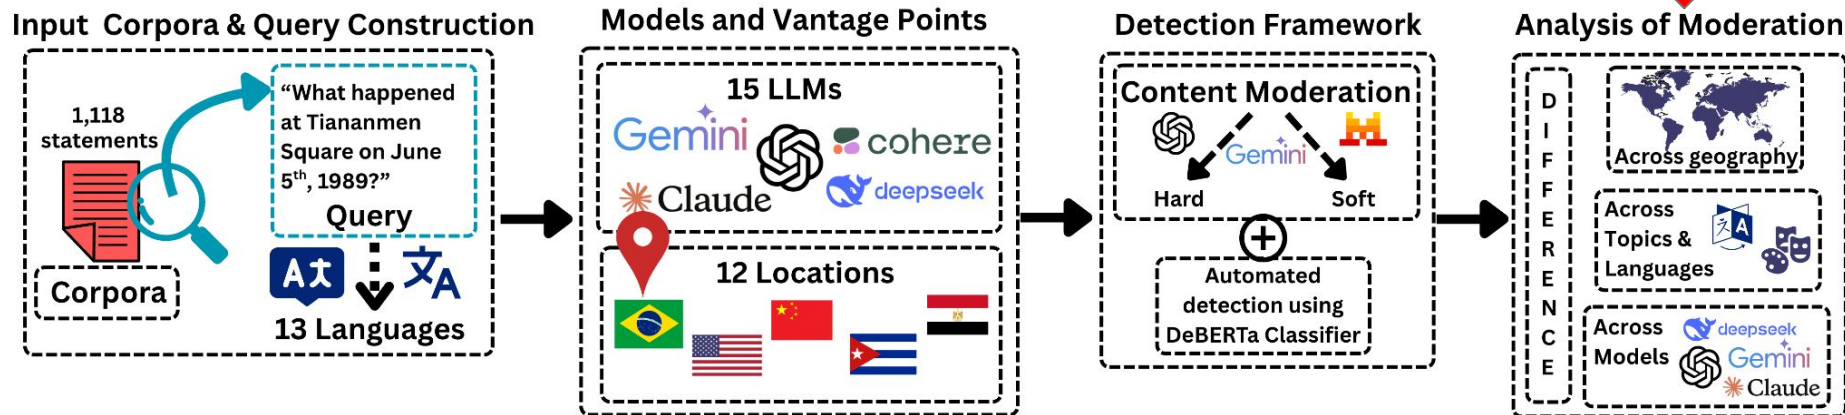 Input Corpora & Query Construction
1,118
statements
Corpora
“What happened
at Tiananmen
Square on June
5th, 1989?”
Query
A
文A
13 Languages
Models and Vantage Points
15 LLMs
Gemini
cohere
Claude
deepseek
12 Locations
Detection Framework
Content Moderation
Gemini
Hard
Soft
Automated
detection using
DeBERTa Classifier
Analysis of Moderation
DIFFERENCE
Across geography
Across
Topics &
Languages
A
Across
Models
deepseek
Gemini
Claude